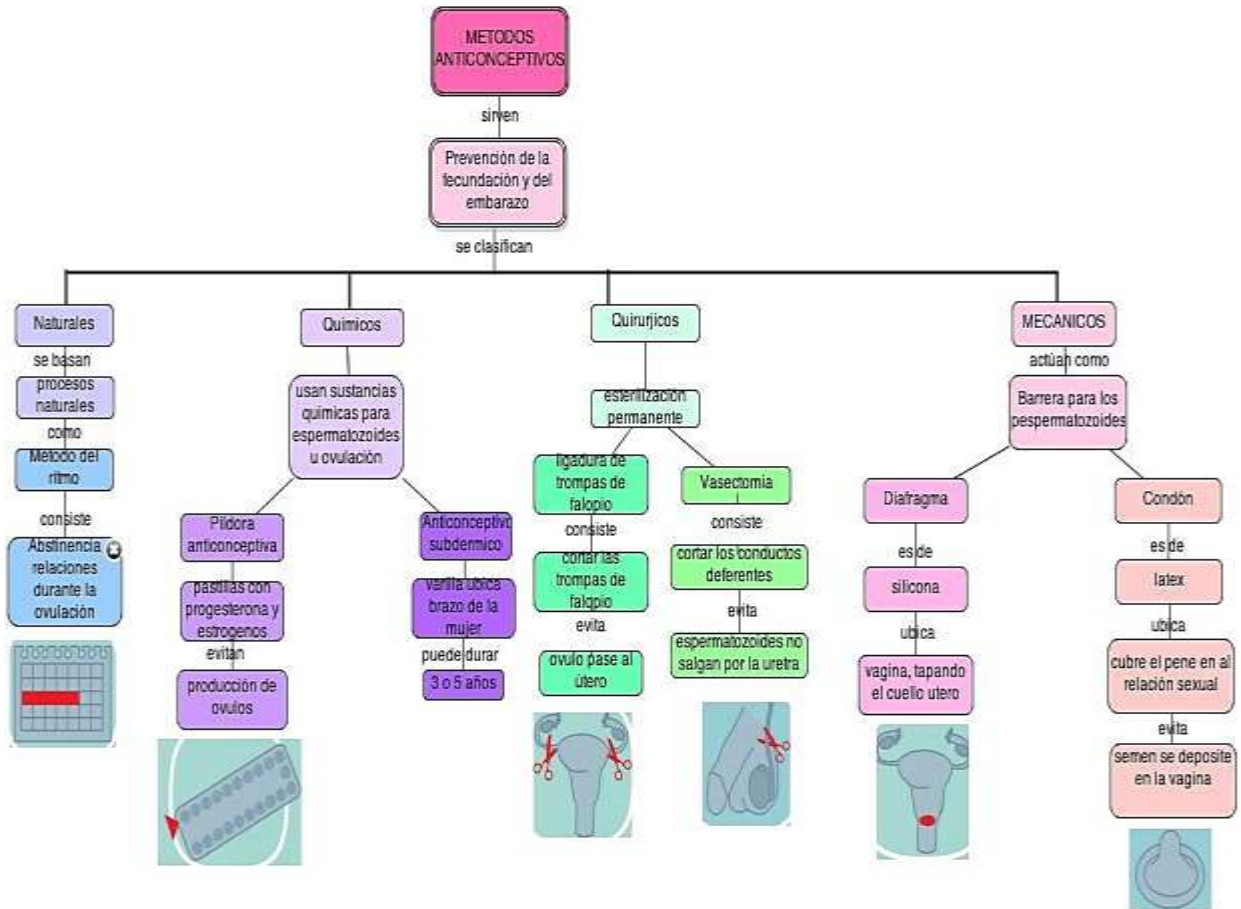 METODOS
ANTICONCEPTIVOS
sirven
Prevención de la
fecundación y del
embarazo
se clasifican
Naturales
se basan
procesos
naturales
como
Metodo del
ritmo
consiste
Abstinencia
relaciones
durante la
ovulación
Quimicos
usan sustancias
quimicas para
espermatozoides
u ovulación
Pildora
anticonceptiva
pastillas con
progesterona y
estrogenos
evitan
producción de
ovulos
Anticonceptivo
subdermico
varilla ubica
brazo de la
mujer
puede durar
3 o 5 años
Quirurjicos
esterilización
permanente
ligadura de
trompas de
falopio
consiste
cortar las
trompas de
falopio
evita
ovulo pase al
útero
Vasectomia
consiste
cortar los conductos
deferentes
evita
espermatozoides no
salgan por la uretra
MECANICOS
actúan como
Barrera para los
pespermatozoides
Diafragma
es de
silicona
ubica
vagina, tapando
el cuello utero
Condón
es de
latex
ubica
cubre el pene en al
relación sexual
evita
semen se deposite
en la vagina